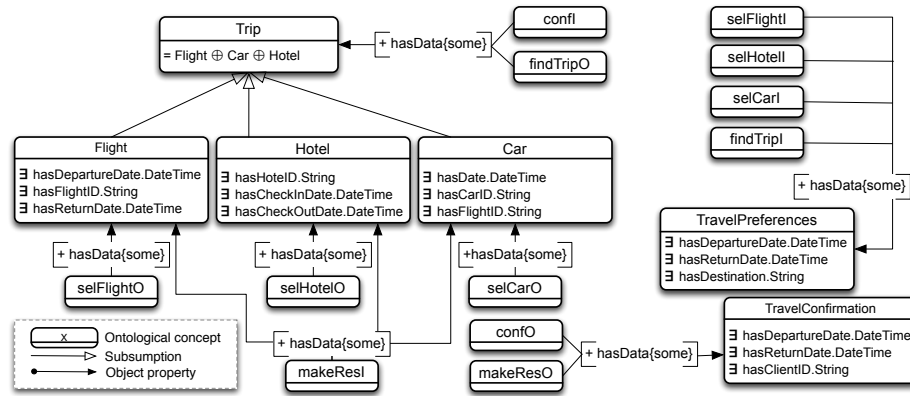 Trip
= Flight ⊕ Car ⊕ Hotel
+ hasData{some}
confI
findTripO
selFlightI
selHotelI
selCarI
findTripI
+ hasData{some}
Flight
∃ hasDepartureDate.DateTime
∃ hasFlightID.String
∃ hasReturnDate.DateTime
Hotel
∃ hasHotelID.String
∃ hasCheckInDate.DateTime
∃ hasCheckOutDate.DateTime
Car
∃ hasDate.DateTime
∃ hasCarID.String
∃ hasFlightID.String
TravelPreferences
∃ hasDepartureDate.DateTime
∃ hasReturnDate.DateTime
∃ hasDestination.String
+ hasData{some}
selFlightO
+ hasData{some}
selHotelO
+hasData{some}
selCarO
x
Ontological concept
Subsumption
Object property
+ hasData{some}
makeResI
confO
makeResO
+ hasData{some}
TravelConfirmation
∃ hasDepartureDate.DateTime
∃ hasReturnDate.DateTime
∃ hasClientID.String